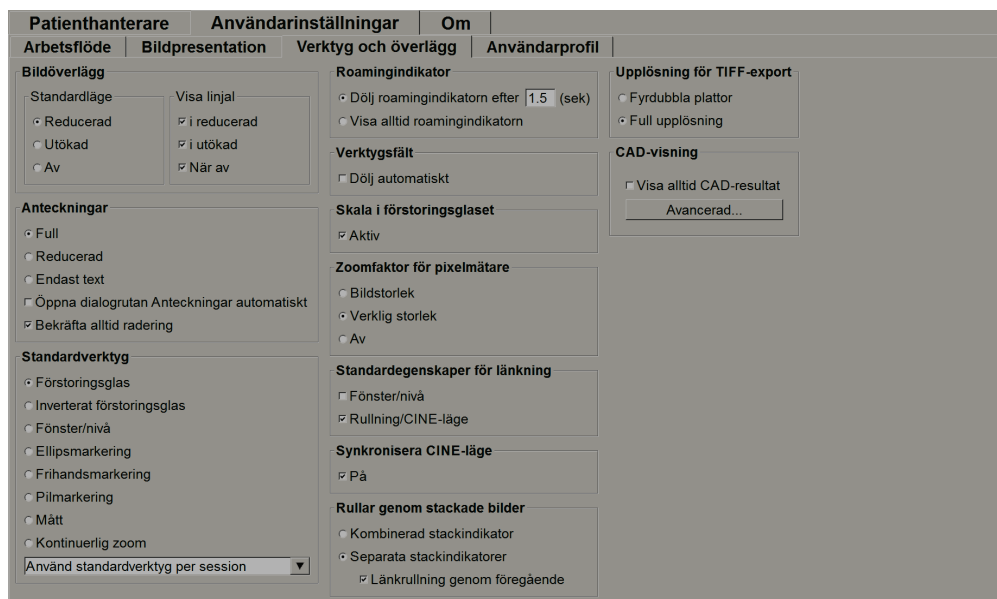 Patienthanterare Användarinställningar Om
Arbetsflöde Bildpresentation Verktyg och överlägg Användarprofil
Bildöverlägg
Standardläge
Reducerad
Utökad
Av
Visa linjal
i reducerad
i utökad
När av
Anteckningar
Full
Reducerad
Endast text
Öppna dialogrutan Anteckningar automatiskt
Bekräfta alltid radering
Standardverktyg
Förstoringsglas
Inverterat förstoringsglas
Fönster/nivå
Ellipsmarkering
Frihandsmarkering
Pilmarkering
Mått
Kontinuerlig zoom
Använd standardverktyg per session
Roamingindikator
Dölj roamingindikatorn efter 1.5 (sek)
Visa alltid roamingindikatorn
Verktygsfält
Dölj automatiskt
Skala i förstoringsglaset
Aktiv
Zoomfaktor för pixelmätare
Bildstorlek
Verklig storlek
Av
Standardegenskaper för länkning
Fönster/nivå
Rullning/CINE-läge
Synkronisera CINE-läge
På
Rullar genom stackade bilder
Kombinerad stackindikator
Separata stackindikatorer
Länkrullning genom föregående
Upplösning för TIFF-export
Fyrdubbla plattor
Full upplösning
CAD-visning
Visa alltid CAD-resultat
Avancerad...